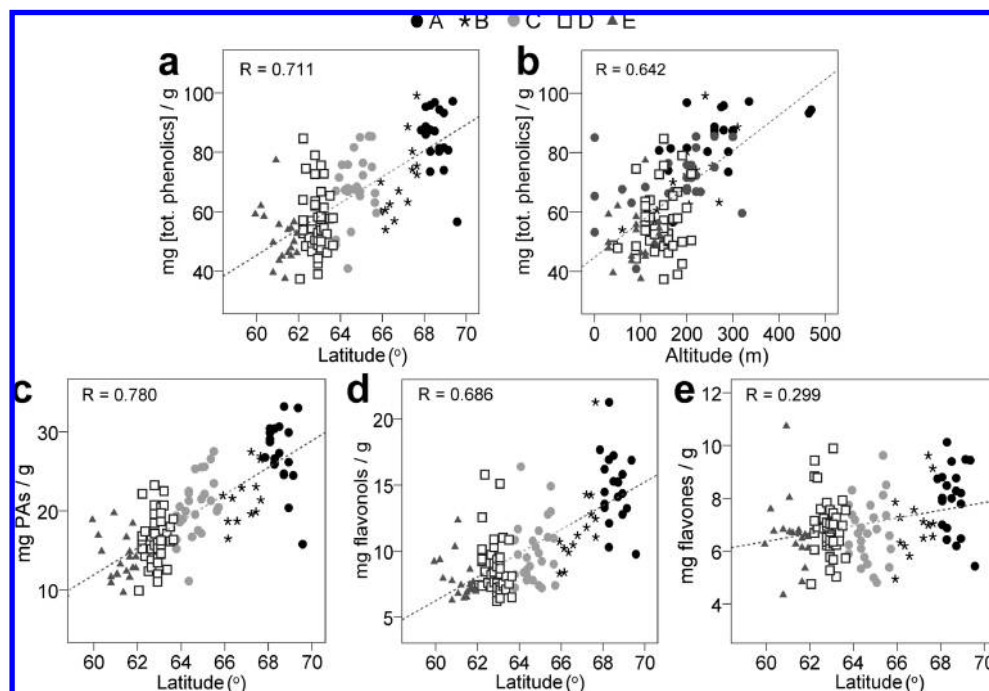 A B C D E
a b
R = 0.711 R = 0.642
mg [tot. phenolics] / g
100
80
60
40
60 62 64 66 68 70
Latitude (°)
mg [tot. phenolics] / g
100
80
60
40
0 100 200 300 400 500
Altitude (m)
c
R = 0.780
mg PAs / g
30
20
10
60 62 64 66 68 70
Latitude (°)
d
R = 0.686
mg flavonols / g
20
15
10
5
60 62 64 66 68 70
Latitude (°)
e
R = 0.299
mg flavones / g
12
10
8
6
4
60 62 64 66 68 70
Latitude (°)